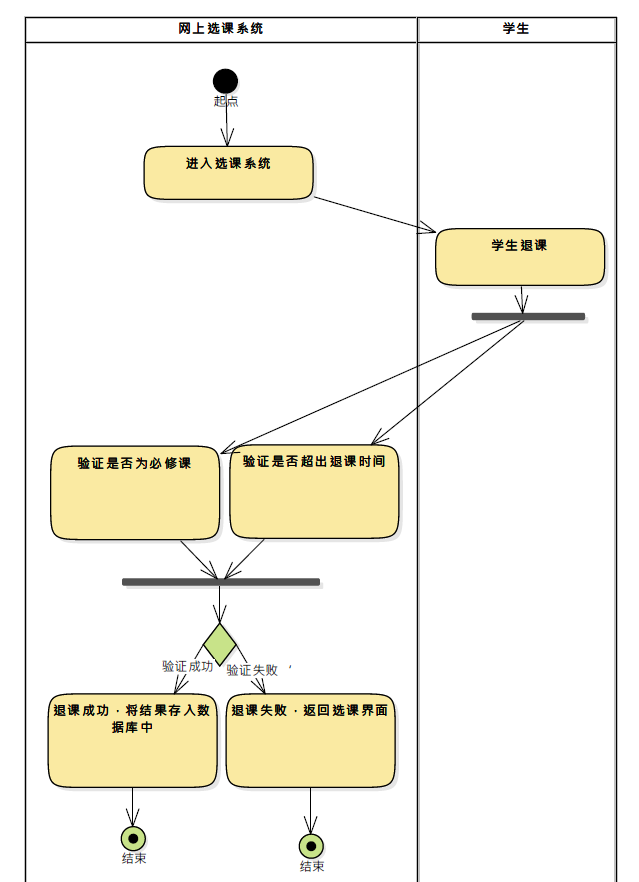 网上选课系统
学生
起点
进入选课系统
学生退课
验证是否为必修课
验证是否超出退课时间
验证成功
验证失败
退课成功·将结果存入数
据库中
退课失败·返回选课界面
结束
结束